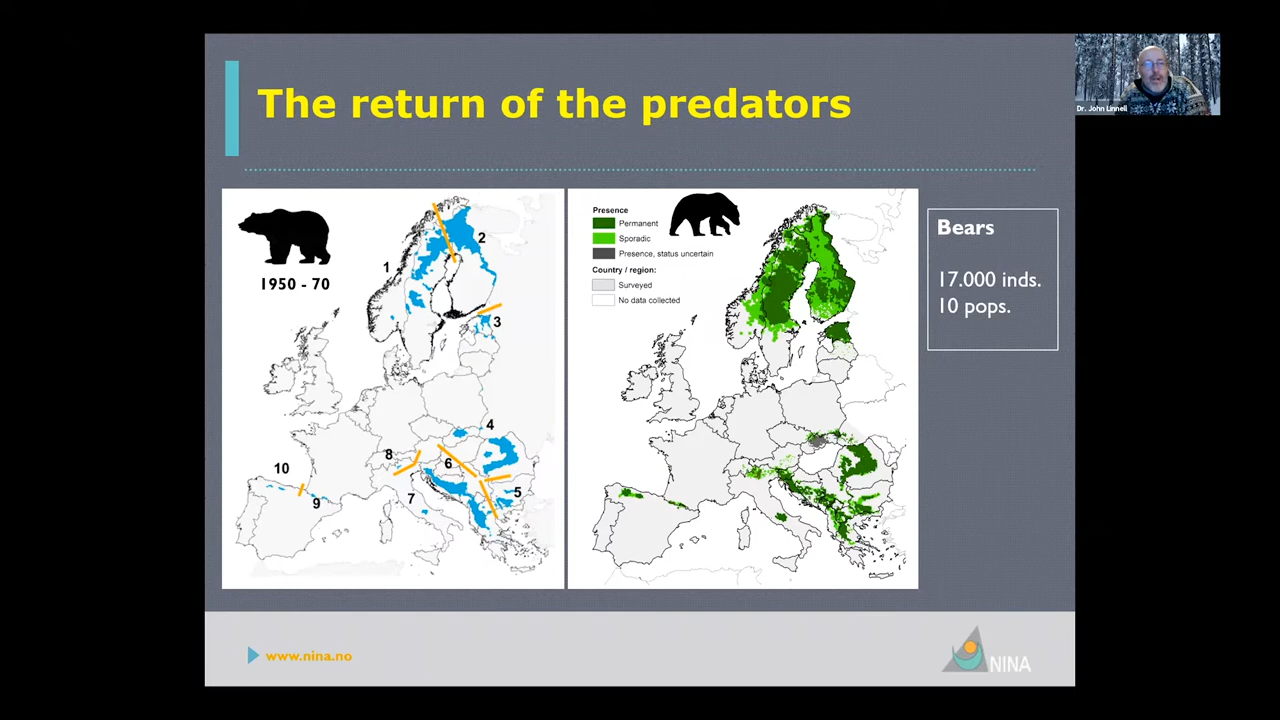 The return of the predators
Dr. John Linnell
1950 - 70
1
2
3
4
5
6
7
8
9
10
Presence
Permanent
Sporadic
Presence, status uncertain
Country / region:
Surveyed
No data collected
Bears
17.000 inds.
10 pops.
www.nina.no
NINA